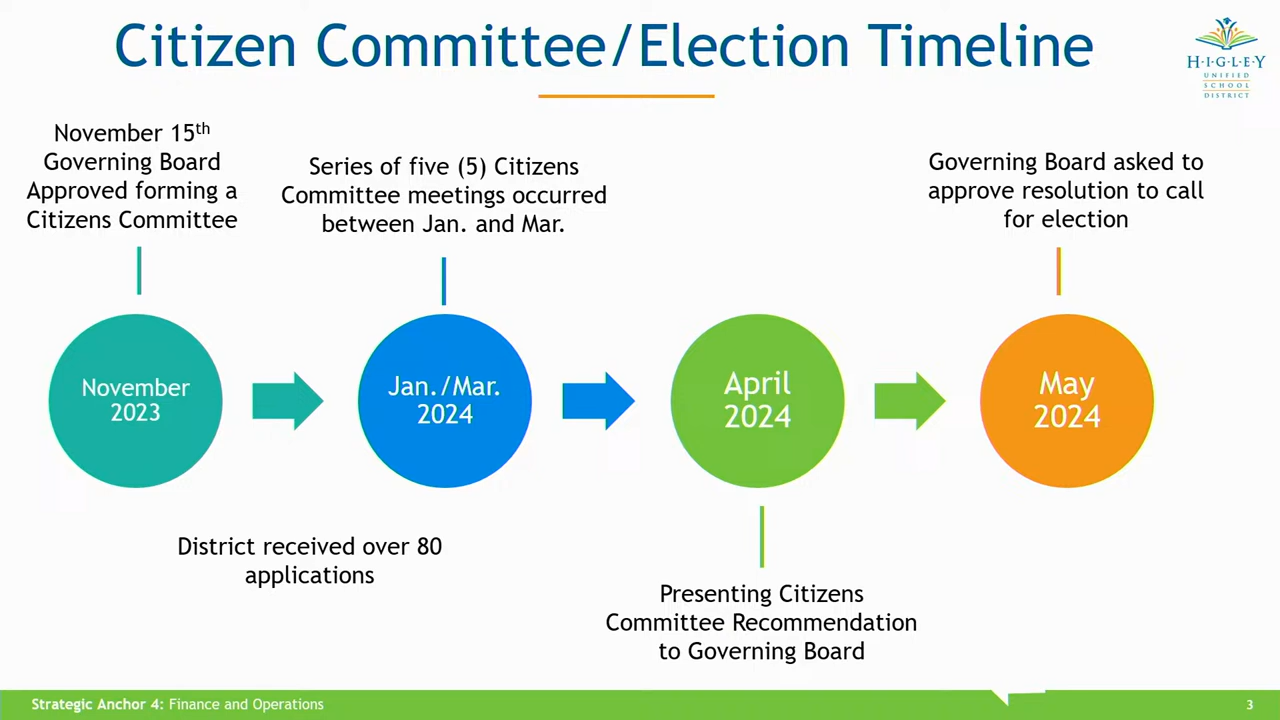 Citizen Committee/Election Timeline
H·I·G·L·E·Y
UNIFIED
SCHOOL
DISTRICT
November 15th
Governing Board
Approved forming a
Citizens Committee
Series of five (5) Citizens
Committee meetings occurred
between Jan. and Mar.
Governing Board asked to
approve resolution to call
for election
November
2023
Jan./Mar.
2024
April
2024
May
2024
District received over 80
applications
Presenting Citizens
Committee Recommendation
to Governing Board
Strategic Anchor 4: Finance and Operations
3